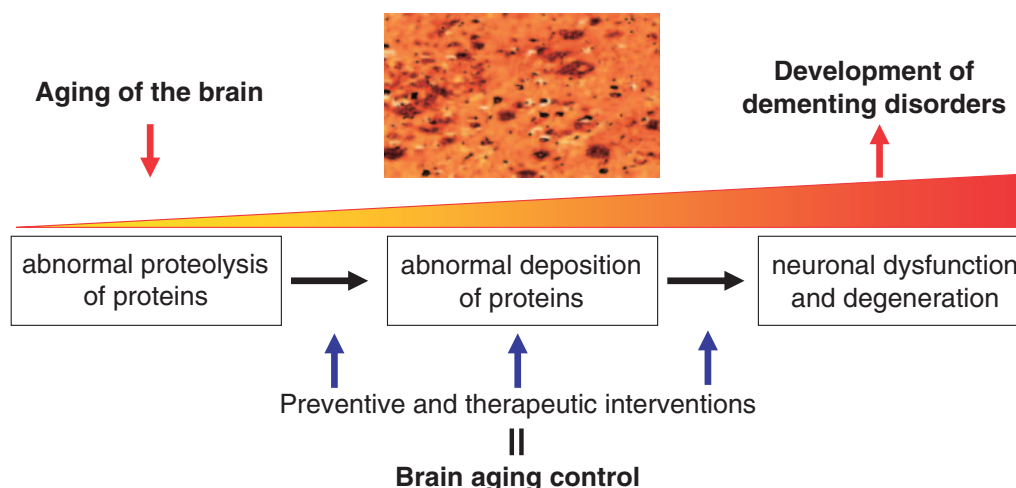 Aging of the brain
Development of
dementing disorders
abnormal proteolysis
of proteins
abnormal deposition
of proteins
neuronal dysfunction
and degeneration
Preventive and therapeutic interventions
Brain aging control